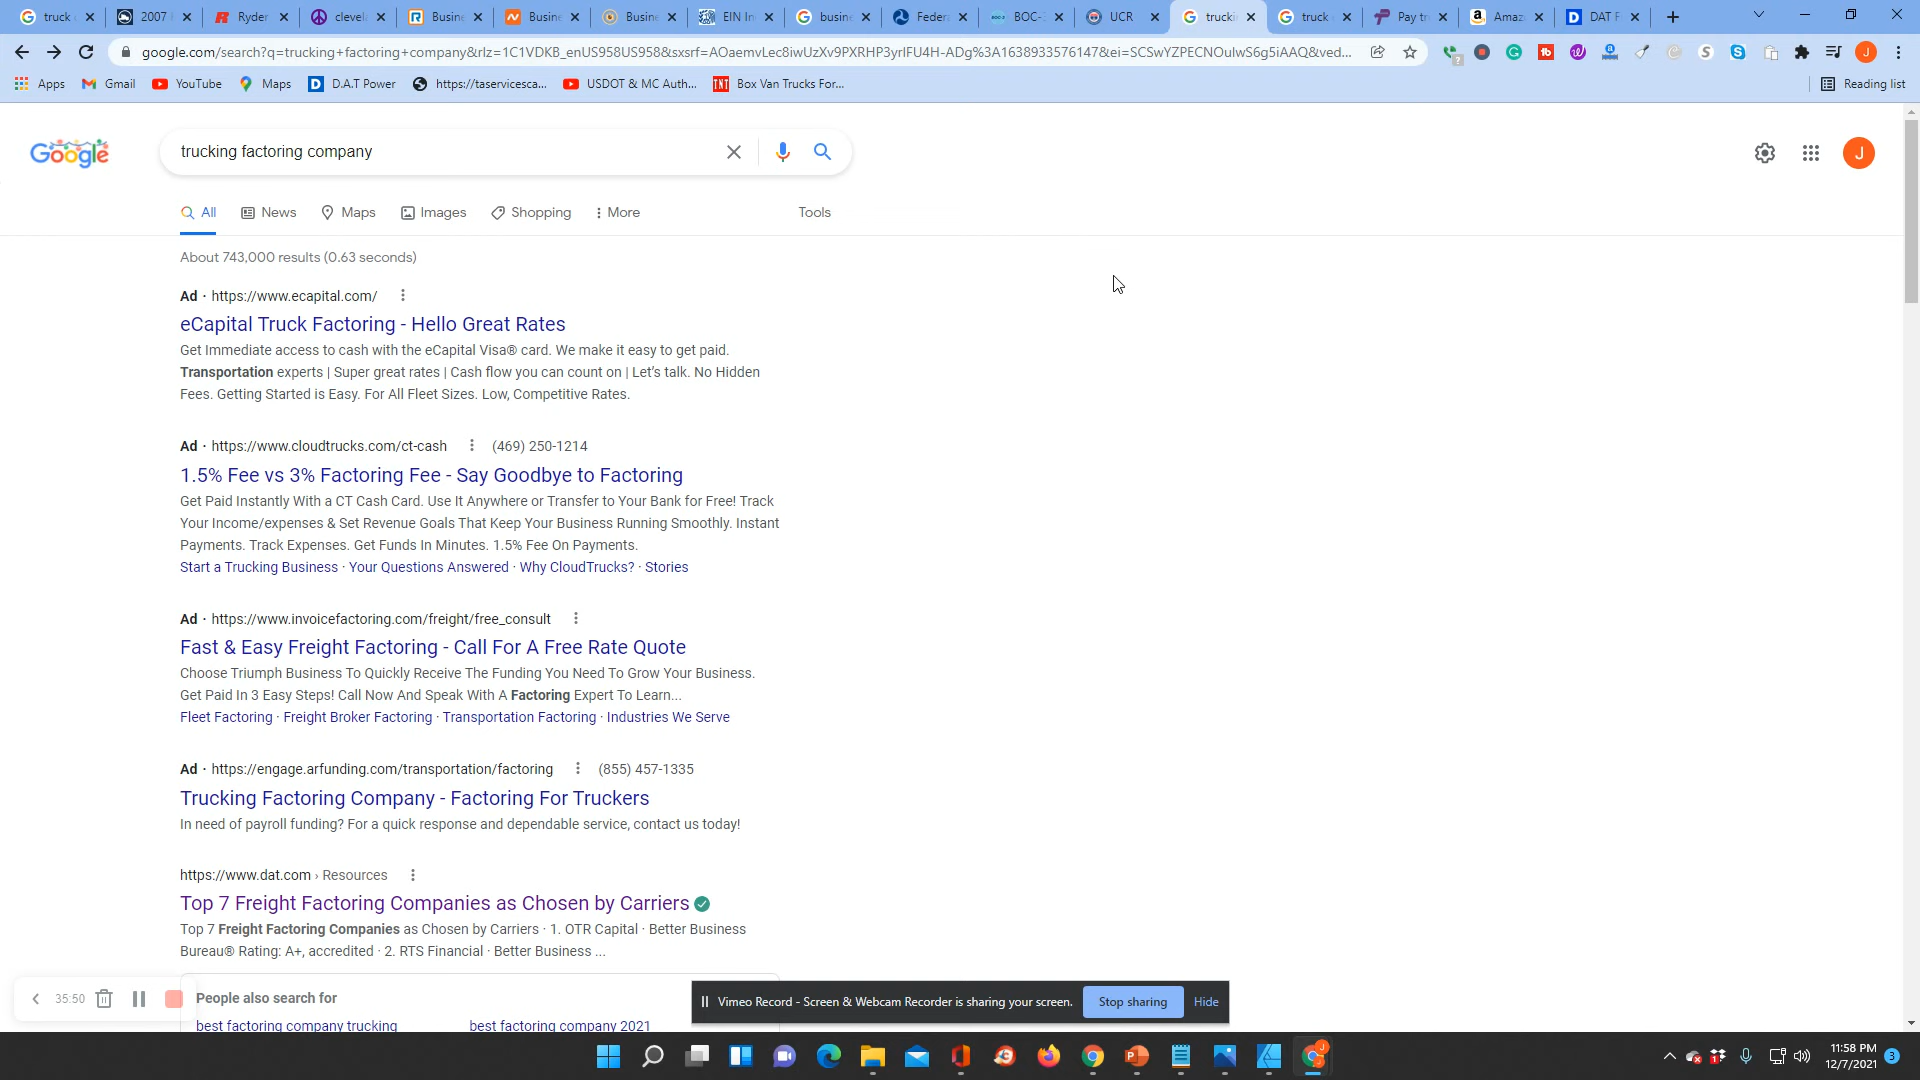 truck
2007
Ryder
clevel
Busine
Busine
Busine
EIN In
busine
Federa
BOC-3
UCR
trucki
truck
Pay tr
Amaz
DAT F
google.com/search?q=trucking+factoring+company&rlz=1C1VDKB_enUS958US958&sxsrf=AOaemvLec8iwUzXv9PXRHP3yrIFU4H-ADg%3A1638933576147&ei=SCSwYZPECNOuIwS6g5iAAQ&ved...
Apps
Gmail
YouTube
Maps
D.A.T Power
https://taservicesca...
USDOT & MC Auth...
Box Van Trucks For...
Reading list
Google
trucking factoring company
J
All
News
Maps
Images
Shopping
More
Tools
About 743,000 results (0.63 seconds)
Ad · https://www.ecapital.com/
eCapital Truck Factoring - Hello Great Rates
Get Immediate access to cash with the eCapital Visa® card. We make it easy to get paid.
Transportation experts | Super great rates | Cash flow you can count on | Let's talk. No Hidden
Fees. Getting Started is Easy. For All Fleet Sizes. Low, Competitive Rates.
Ad · https://www.cloudtrucks.com/ct-cash (469) 250-1214
1.5% Fee vs 3% Factoring Fee - Say Goodbye to Factoring
Get Paid Instantly With a CT Cash Card. Use It Anywhere or Transfer to Your Bank for Free! Track
Your Income/expenses & Set Revenue Goals That Keep Your Business Running Smoothly. Instant
Payments. Track Expenses. Get Funds In Minutes. 1.5% Fee On Payments.
Start a Trucking Business · Your Questions Answered · Why CloudTrucks? · Stories
Ad · https://www.invoicefactoring.com/freight/free_consult
Fast & Easy Freight Factoring - Call For A Free Rate Quote
Choose Triumph Business To Quickly Receive The Funding You Need To Grow Your Business.
Get Paid In 3 Easy Steps! Call Now And Speak With A Factoring Expert To Learn...
Fleet Factoring · Freight Broker Factoring · Transportation Factoring · Industries We Serve
Ad · https://engage.arfunding.com/transportation/factoring (855) 457-1335
Trucking Factoring Company - Factoring For Truckers
In need of payroll funding? For a quick response and dependable service, contact us today!
https://www.dat.com › Resources
Top 7 Freight Factoring Companies as Chosen by Carriers
Top 7 Freight Factoring Companies as Chosen by Carriers · 1. OTR Capital · Better Business
Bureau® Rating: A+, accredited · 2. RTS Financial · Better Business ...
35:50
People also search for
best factoring company trucking
best factoring company 2021
Vimeo Record - Screen & Webcam Recorder is sharing your screen.
Stop sharing
Hide
11:58 PM
12/7/2021
3